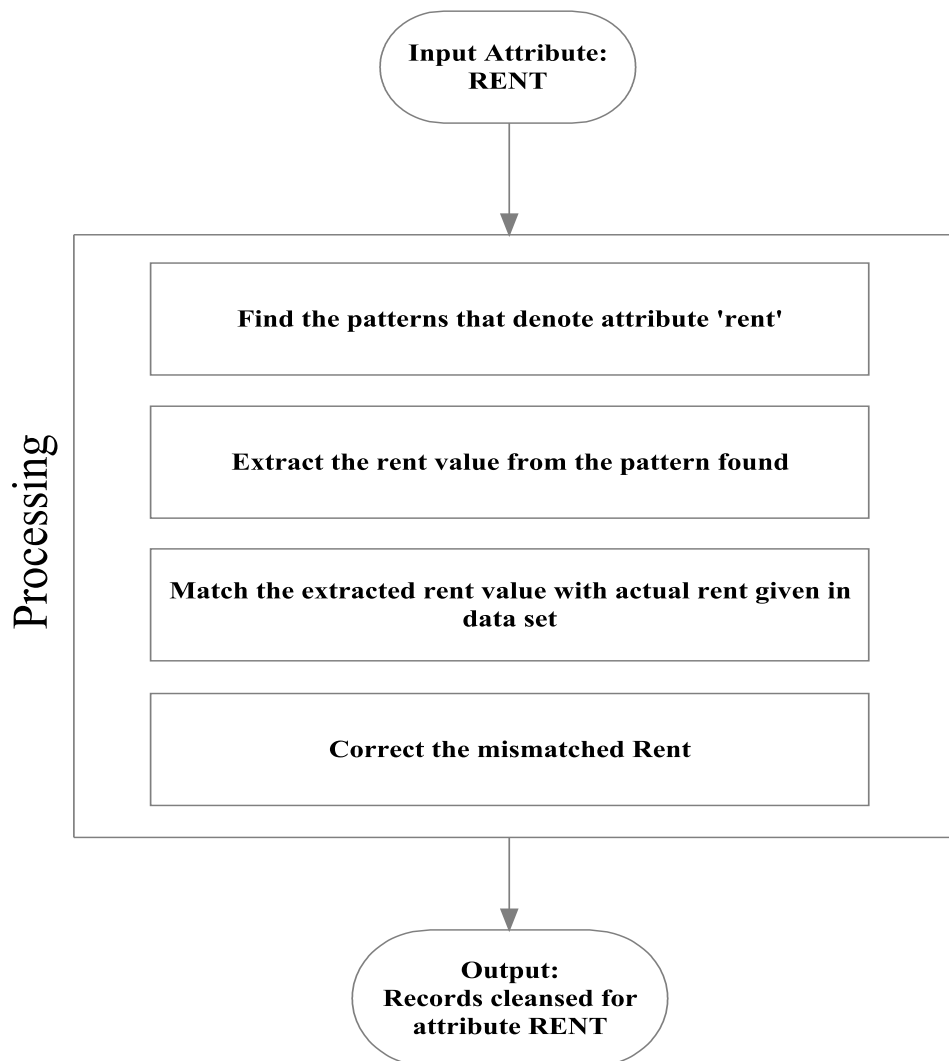 Input Attribute:
RENT
Processing
Find the patterns that denote attribute 'rent'
Extract the rent value from the pattern found
Match the extracted rent value with actual rent given in
data set
Correct the mismatched Rent
Output:
Records cleansed for
attribute RENT